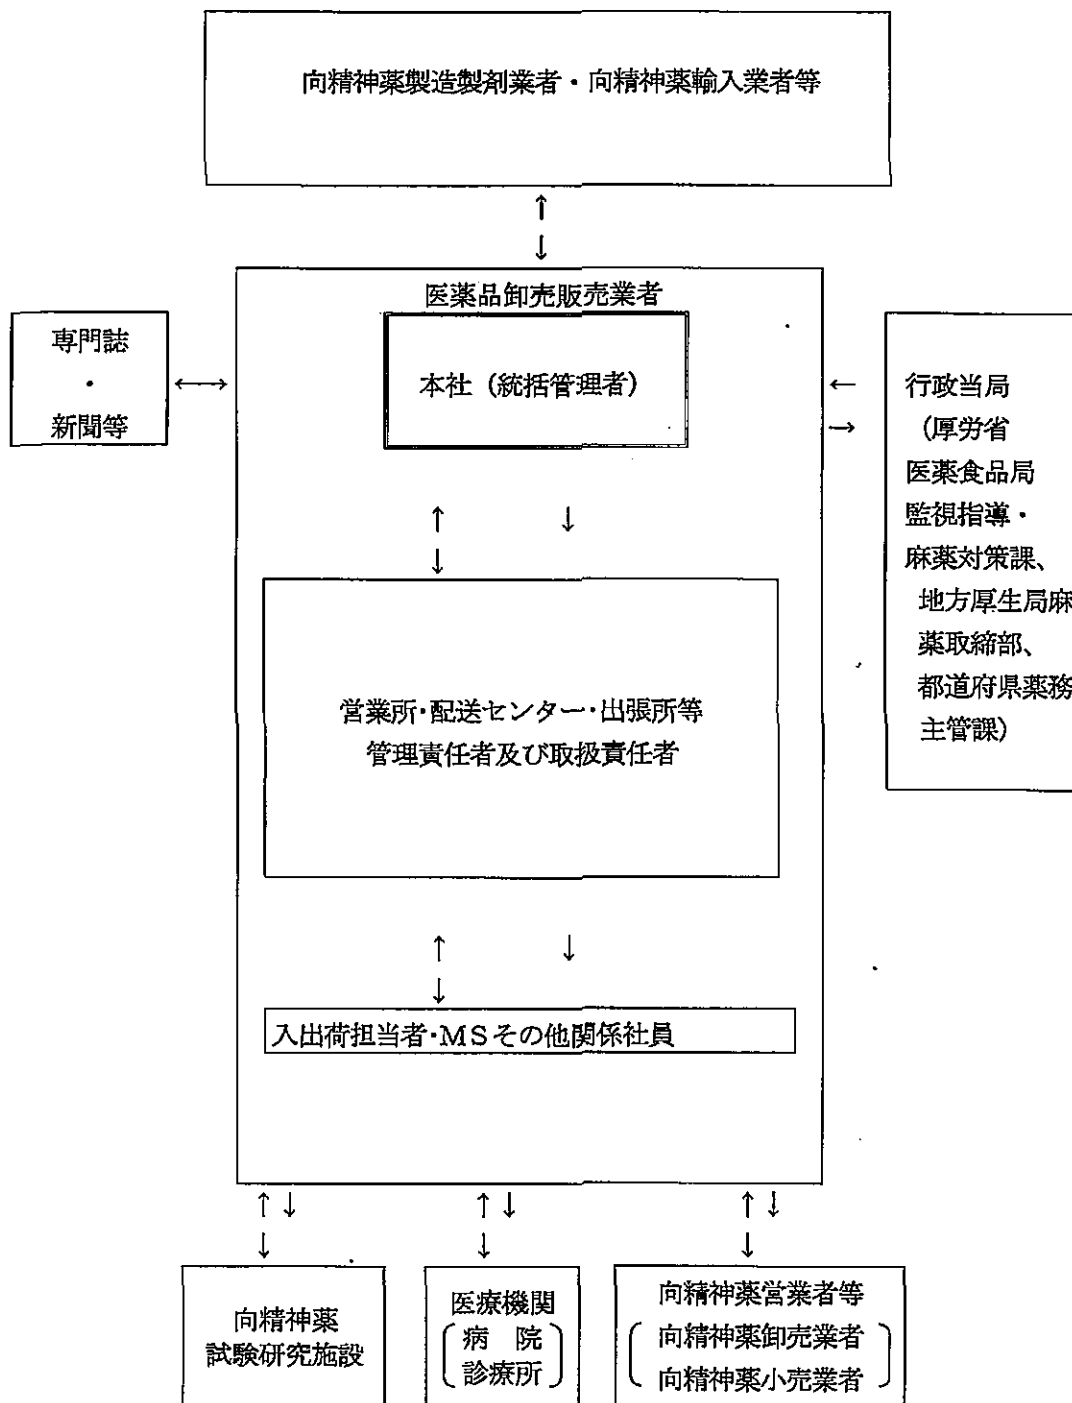 向精神薬製造製剤業者・向精神薬輸入業者等
↑
↓
医薬品卸売販売業者
専門誌
・
新聞等
←→
本社（統括管理者）
←
→
行政当局
（厚労省
医薬食品局
監視指導・
麻薬対策課、
地方厚生局麻
薬取締部、
都道府県薬務
主管課）
↑ ↓
↓
営業所・配送センター・出張所等
管理責任者及び取扱責任者
↑ ↓
↓
入出荷担当者・ＭＳその他関係社員
↑↓ ↑↓ ↑↓
↓ ↓ ↓
向精神薬
試験研究施設
医療機関
病　院
診療所
向精神薬営業者等
向精神薬卸売業者
向精神薬小売業者